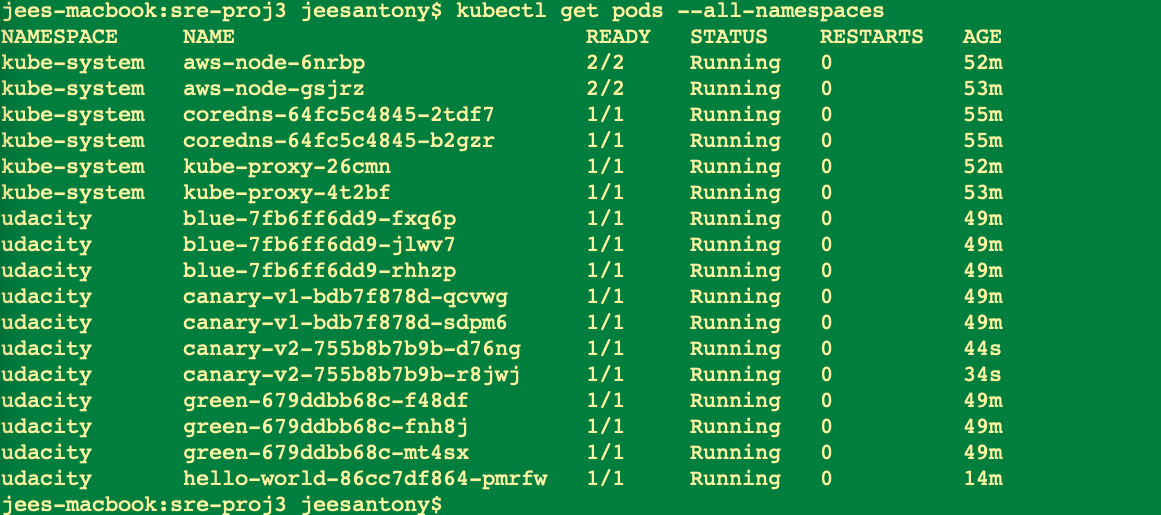 jees-macbook:sre-proj3 jeesantony$ kubectl get pods --all-namespaces
NAMESPACE NAME READY STATUS RESTARTS AGE
kube-system aws-node-6nrbp 2/2 Running 0 52m
kube-system aws-node-gsjrz 2/2 Running 0 53m
kube-system coredns-64fc5c4845-2tdf7 1/1 Running 0 55m
kube-system coredns-64fc5c4845-b2gzr 1/1 Running 0 55m
kube-system kube-proxy-26cmn 1/1 Running 0 52m
kube-system kube-proxy-4t2bf 1/1 Running 0 53m
udacity blue-7fb6ff6dd9-fxq6p 1/1 Running 0 49m
udacity blue-7fb6ff6dd9-jlwv7 1/1 Running 0 49m
udacity blue-7fb6ff6dd9-rhhzp 1/1 Running 0 49m
udacity canary-v1-bdb7f878d-qcvwg 1/1 Running 0 49m
udacity canary-v1-bdb7f878d-sdpm6 1/1 Running 0 49m
udacity canary-v2-755b8b7b9b-d76ng 1/1 Running 0 44s
udacity canary-v2-755b8b7b9b-r8jwj 1/1 Running 0 34s
udacity green-679ddbb68c-f48df 1/1 Running 0 49m
udacity green-679ddbb68c-fnh8j 1/1 Running 0 49m
udacity green-679ddbb68c-mt4sx 1/1 Running 0 49m
udacity hello-world-86cc7df864-pmrfw 1/1 Running 0 14m
jees-macbook:sre-proj3 jeesantony$